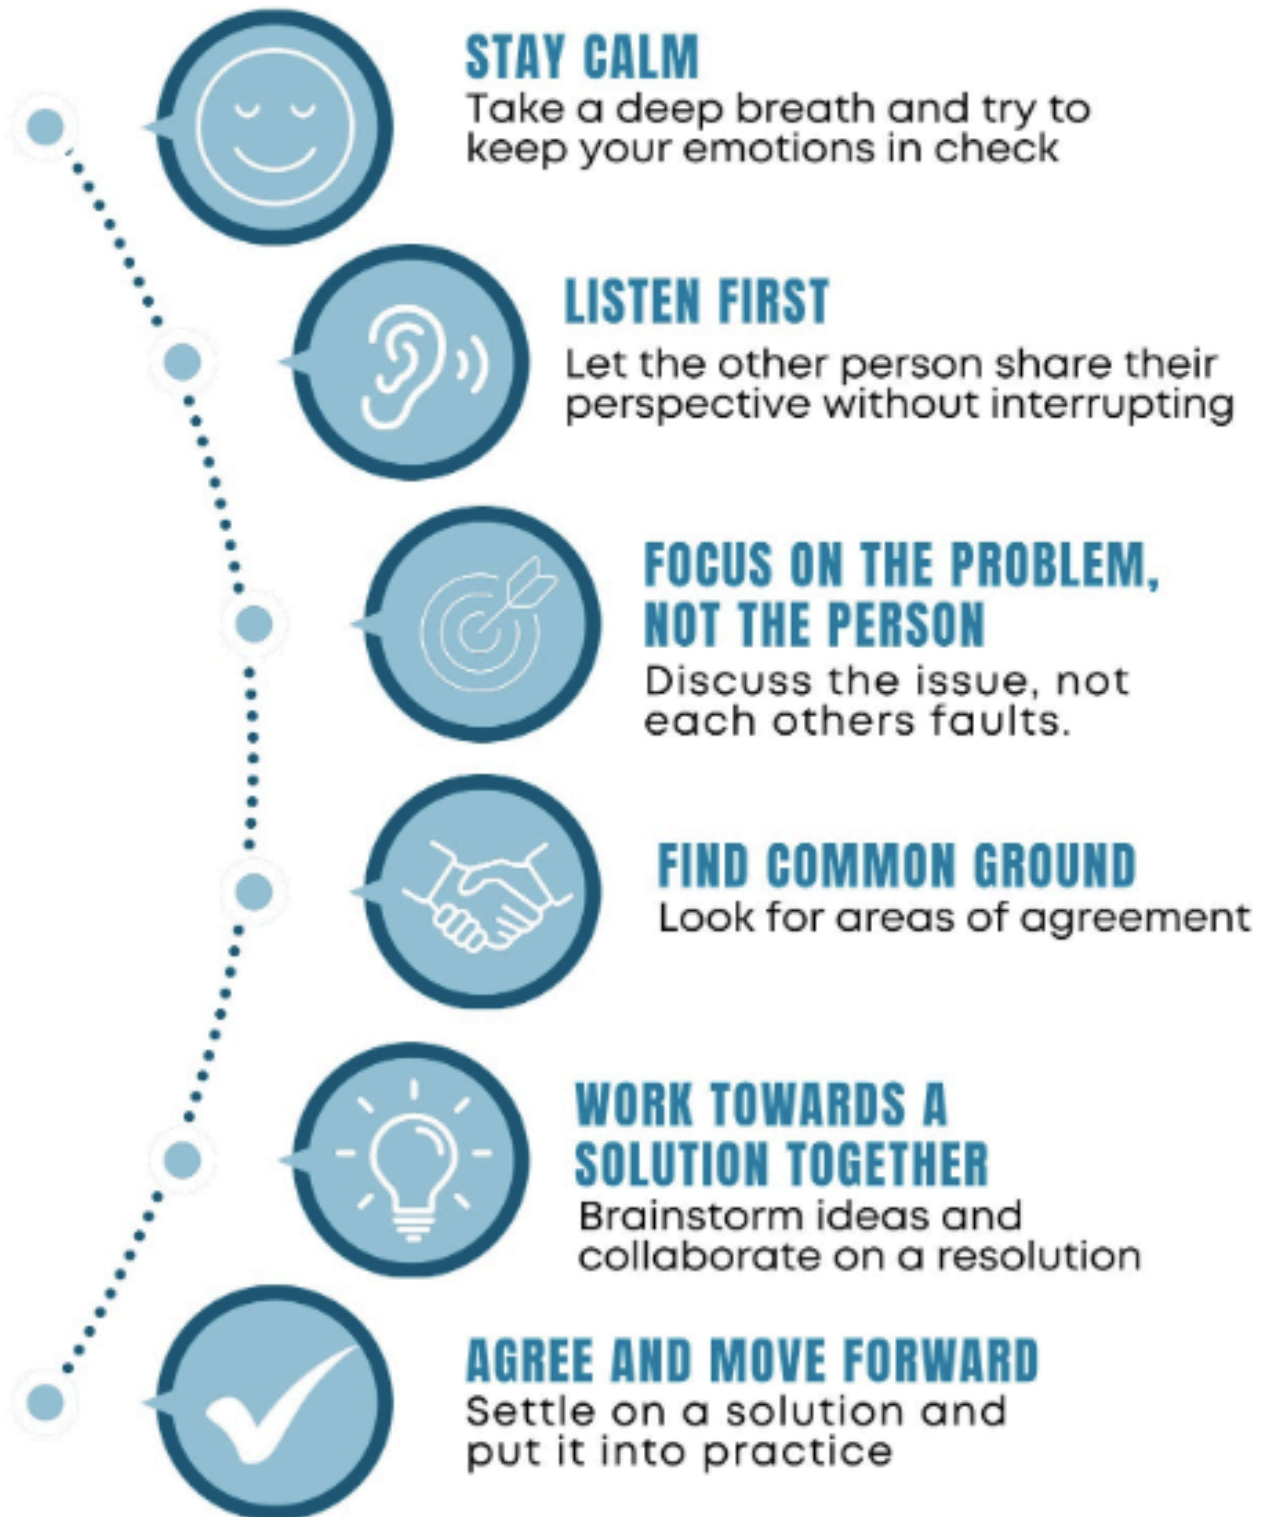 STAY CALM
Take a deep breath and try to
keep your emotions in check
LISTEN FIRST
Let the other person share their
perspective without interrupting
FOCUS ON THE PROBLEM,
NOT THE PERSON
Discuss the issue, not
each others faults.
FIND COMMON GROUND
Look for areas of agreement
WORK TOWARDS A
SOLUTION TOGETHER
Brainstorm ideas and
collaborate on a resolution
AGREE AND MOVE FORWARD
Settle on a solution and
put it into practice